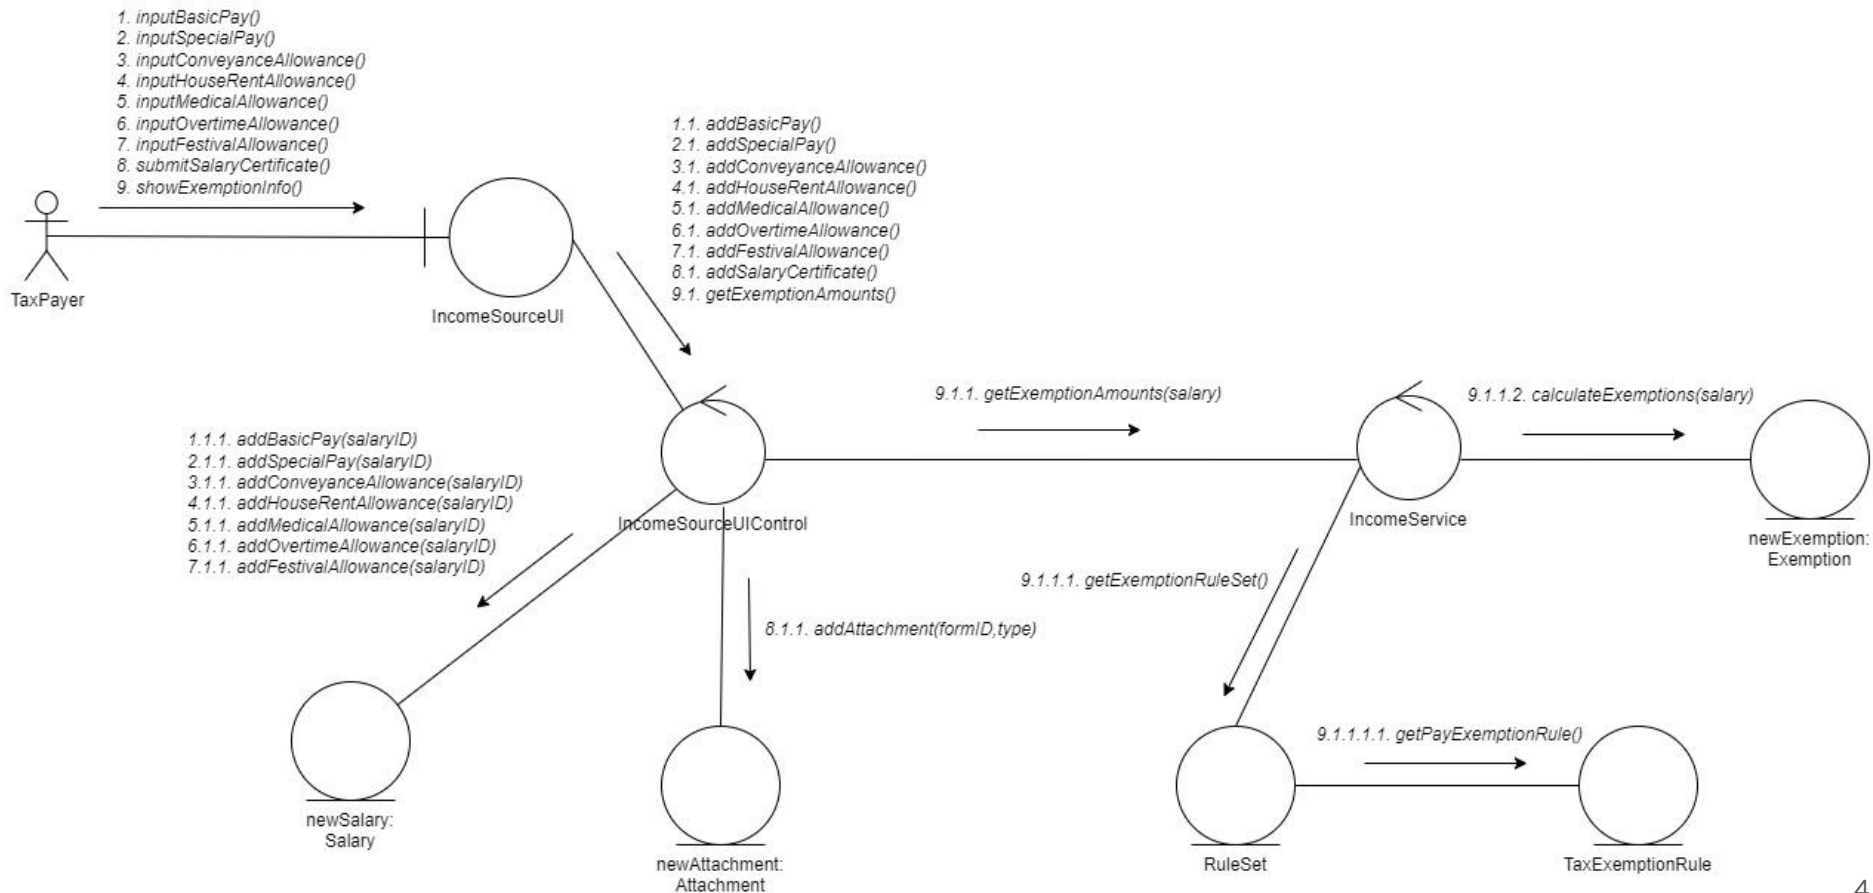 1. inputBasicPay()
2. inputSpecialPay()
3. inputConveyanceAllowance()
4. inputHouseRentAllowance()
5. inputMedicalAllowance()
6. inputOvertimeAllowance()
7. inputFestivalAllowance()
8. submitSalaryCertificate()
9. showExemptionInfo()
TaxPayer
IncomeSourceUI
1.1. addBasicPay()
2.1. addSpecialPay()
3.1. addConveyanceAllowance()
4.1. addHouseRentAllowance()
5.1. addMedicalAllowance()
6.1. addOvertimeAllowance()
7.1. addFestivalAllowance()
8.1. addSalaryCertificate()
9.1. getExemptionAmounts()
9.1.1. getExemptionAmounts(salary)
9.1.1.2. calculateExemptions(salary)
1.1.1. addBasicPay(salaryID)
2.1.1. addSpecialPay(salaryID)
3.1.1. addConveyanceAllowance(salaryID)
4.1.1. addHouseRentAllowance(salaryID)
5.1.1. addMedicalAllowance(salaryID)
6.1.1. addOvertimeAllowance(salaryID)
7.1.1. addFestivalAllowance(salaryID)
IncomeSourceUIControl
IncomeService
newExemption:
Exemption
9.1.1.1. getExemptionRuleSet()
8.1.1. addAttachment(formID,type)
9.1.1.1.1. getPayExemptionRule()
newSalary:
Salary
newAttachment:
Attachment
RuleSet
TaxExemptionRule
4